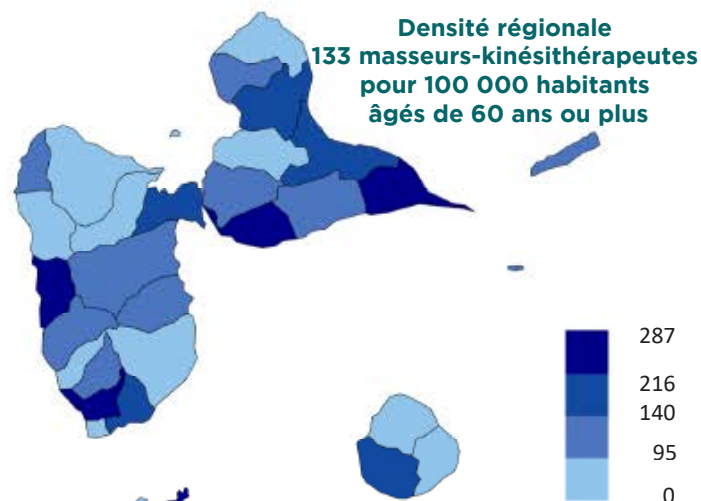 Densité régionale
133 masseurs-kinésithérapeutes
pour 100 000 habitants
âgés de 60 ans ou plus
287
216
140
95
0